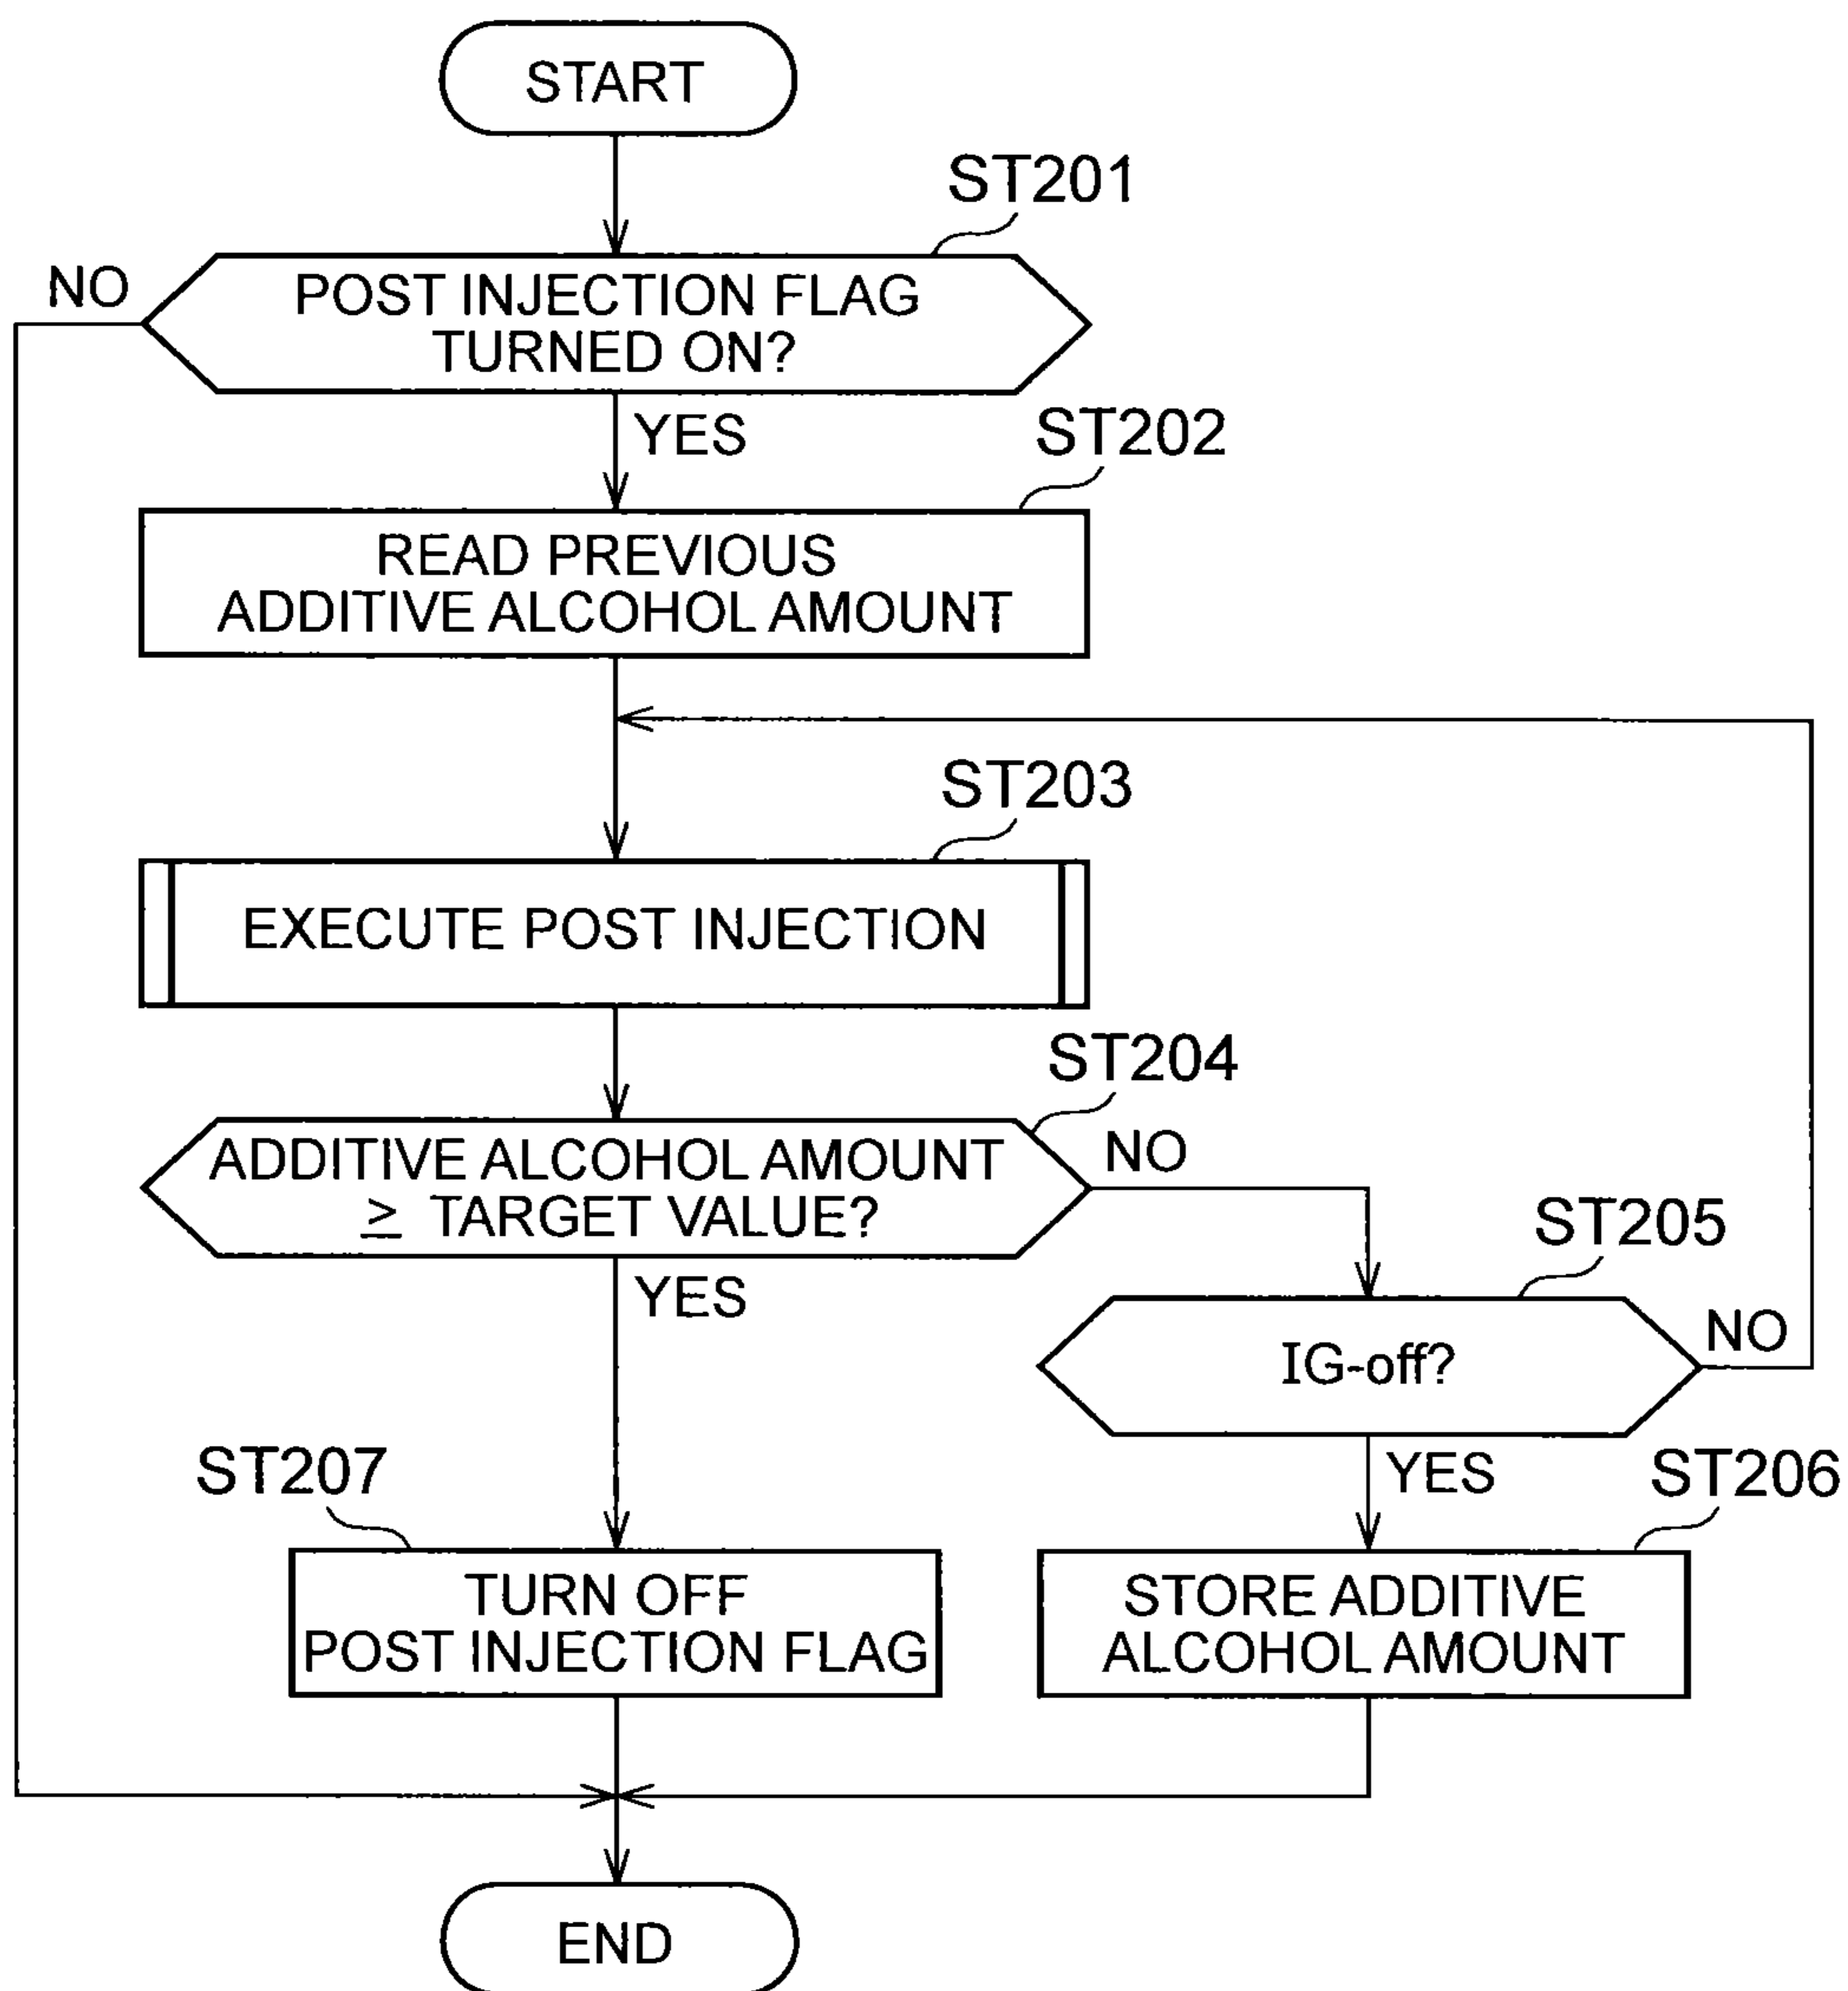 START
ST201
NO
POST INJECTION FLAG
TURNED ON?
YES
ST202
READ PREVIOUS
ADDITIVE ALCOHOL AMOUNT
ST203
EXECUTE POST INJECTION
ST204
ADDITIVE ALCOHOL AMOUNT
≥ TARGET VALUE?
NO
YES
ST205
IG-off?
NO
YES
ST207
ST206
TURN OFF
POST INJECTION FLAG
STORE ADDITIVE
ALCOHOL AMOUNT
END